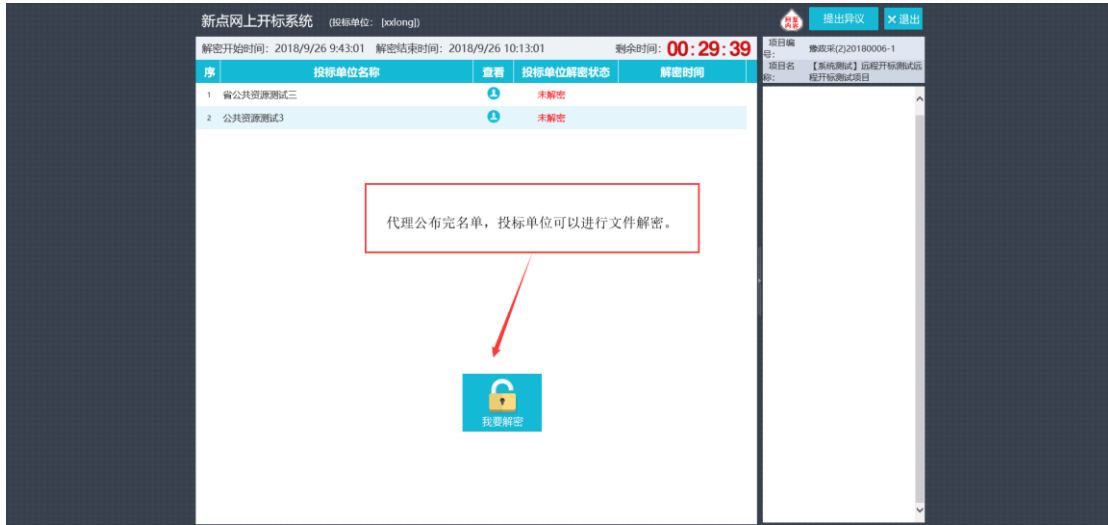 新点网上开标系统 (投标单位: [xxlong])
提出异议
退出
解密开始时间: 2018/9/26 9:43:01 解密结束时间: 2018/9/26 10:13:01 剩余时间: 00:29:39
项目编号: 豫政采(2)20180006-1
项目名称: 【系统测试】远程开标测试远程开标测试项目
序 投标单位名称 查看 投标单位解密状态 解密时间
1 省公共资源测试三 未解密
2 公共资源测试3 未解密
代理公布完名单，投标单位可以进行文件解密。
我要解密